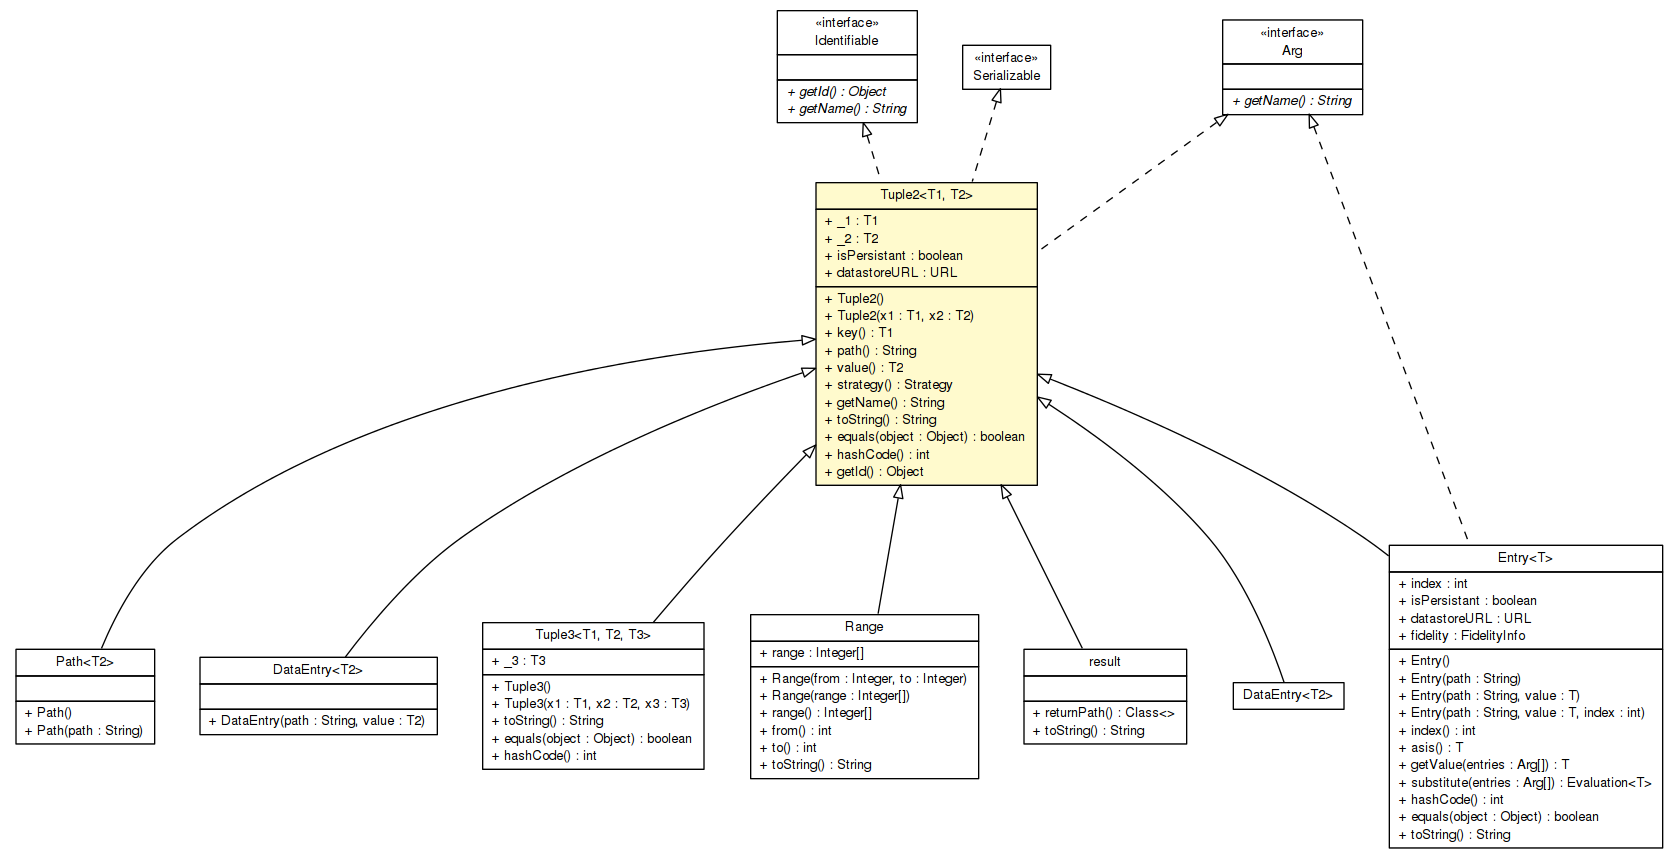 «interface»
Identifiable
+ getId() : Object
+ getName() : String
«interface»
Serializable
«interface»
Arg
+ getName() : String
Tuple2<T1, T2>
+ _1 : T1
+ _2 : T2
+ isPersistant : boolean
+ datastoreURL : URL
+ Tuple2()
+ Tuple2(x1 : T1, x2 : T2)
+ key() : T1
+ path() : String
+ value() : T2
+ strategy() : Strategy
+ getName() : String
+ toString() : String
+ equals(object : Object) : boolean
+ hashCode() : int
+ getId() : Object
Path<T2>
+ Path()
+ Path(path : String)
DataEntry<T2>
+ DataEntry(path : String, value : T2)
Tuple3<T1, T2, T3>
+ _3 : T3
+ Tuple3()
+ Tuple3(x1 : T1, x2 : T2, x3 : T3)
+ toString() : String
+ equals(object : Object) : boolean
+ hashCode() : int
Range
+ range : Integer[]
+ Range(from : Integer, to : Integer)
+ Range(range : Integer[])
+ range() : Integer[]
+ from() : int
+ to() : int
+ toString() : String
result
+ returnPath() : Class<>
+ toString() : String
DataEntry<T2>
Entry<T>
+ index : int
+ isPersistant : boolean
+ datastoreURL : URL
+ fidelity : FidelityInfo
+ Entry()
+ Entry(path : String)
+ Entry(path : String, value : T)
+ Entry(path : String, value : T, index : int)
+ index() : int
+ asis() : T
+ getValue(entries : Arg[]) : T
+ substitute(entries : Arg[]) : Evaluation<T>
+ hashCode() : int
+ equals(object : Object) : boolean
+ toString() : String